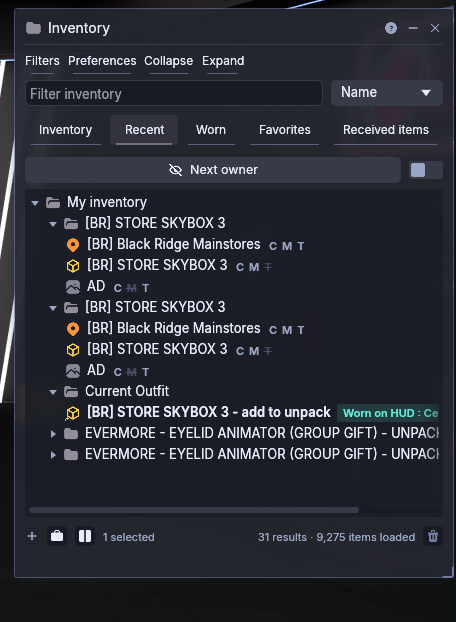 Inventory
Filters Preferences Collapse Expand
Filter inventory Name
Inventory Recent Worn Favorites Received items
Next owner
My inventory
[BR] STORE SKYBOX 3
[BR] Black Ridge Mainstores C M T
[BR] STORE SKYBOX 3 C M T
AD C M T
[BR] STORE SKYBOX 3
[BR] Black Ridge Mainstores C M T
[BR] STORE SKYBOX 3 C M T
AD C M T
Current Outfit
[BR] STORE SKYBOX 3 - add to unpack Worn on HUD : Ce
EVERMORE - EYELID ANIMATOR (GROUP GIFT) - UNPACK
EVERMORE - EYELID ANIMATOR (GROUP GIFT) - UNPACK
1 selected 31 results · 9,275 items loaded